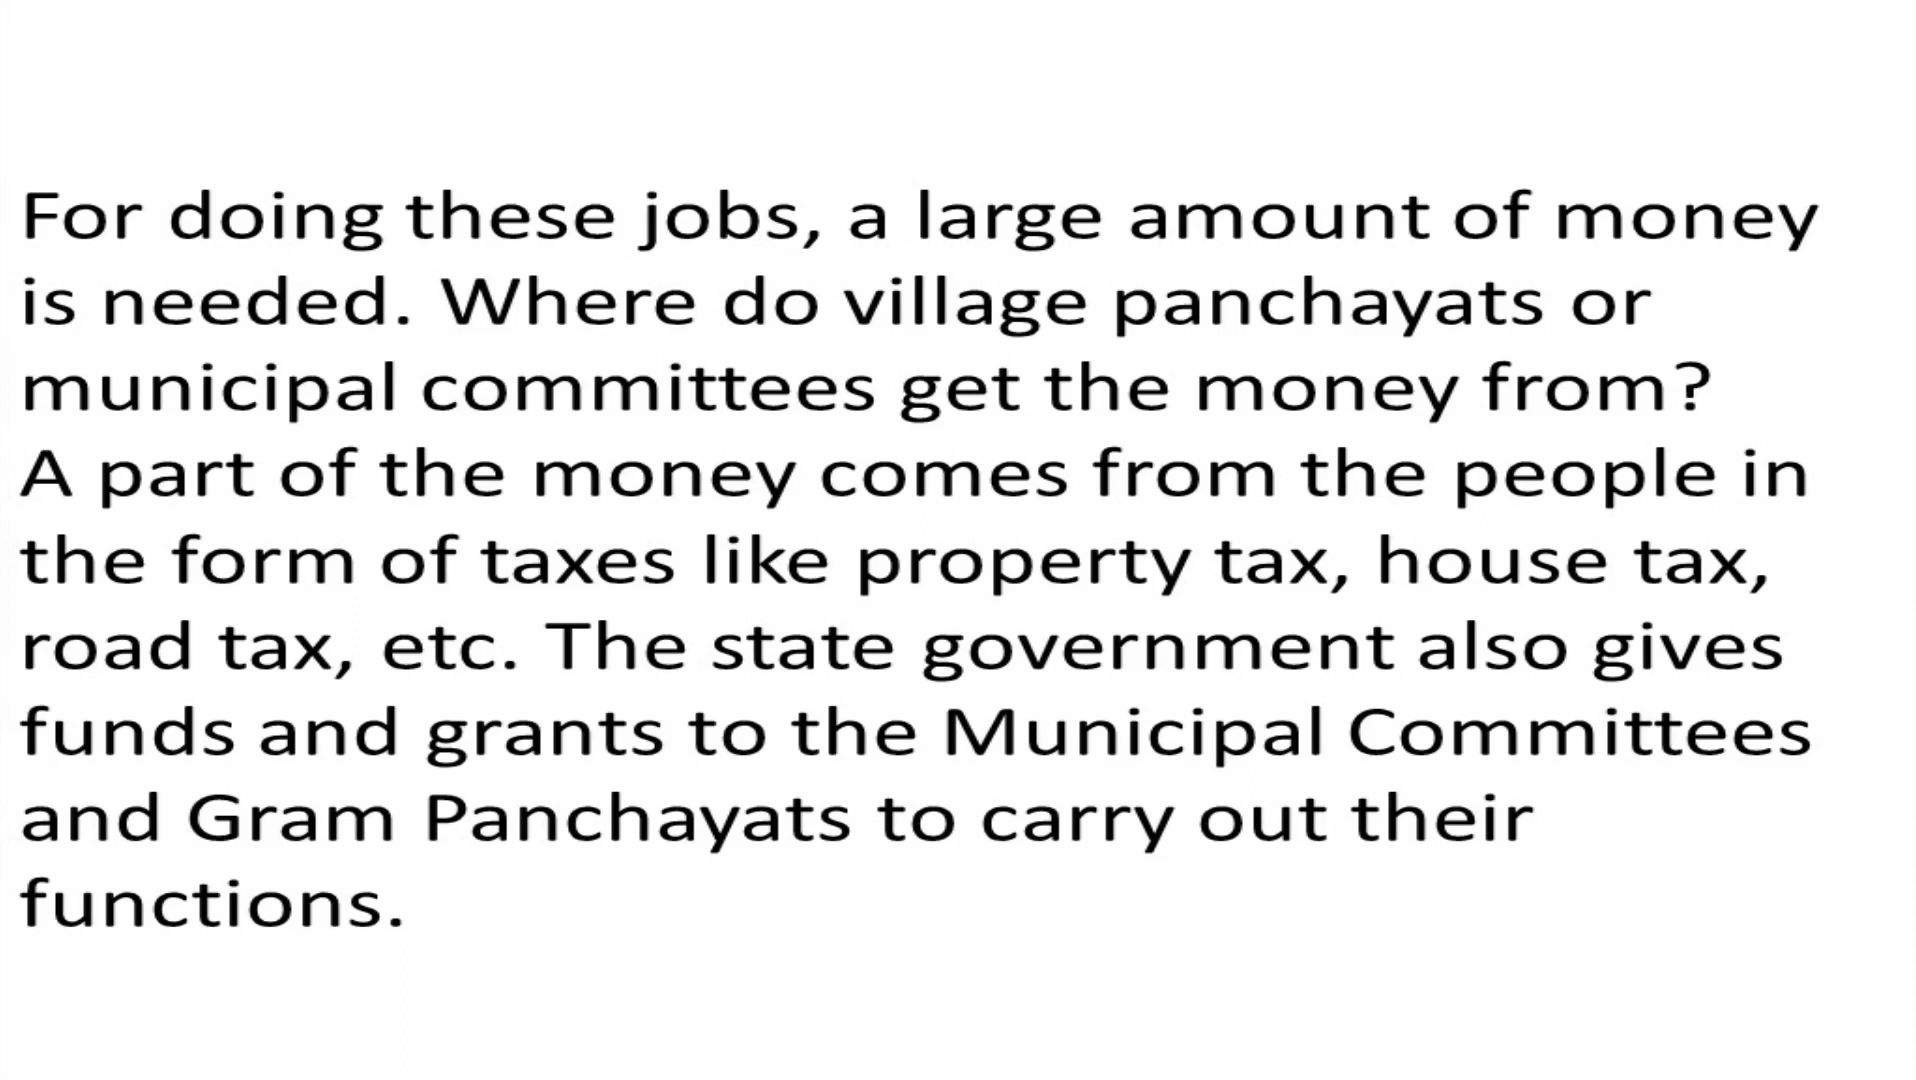 For doing these jobs, a large amount of money
is needed. Where do village panchayats or
municipal committees get the money from?
A part of the money comes from the people in
the form of taxes like property tax, house tax,
road tax, etc. The state government also gives
funds and grants to the Municipal Committees
and Gram Panchayats to carry out their
functions.